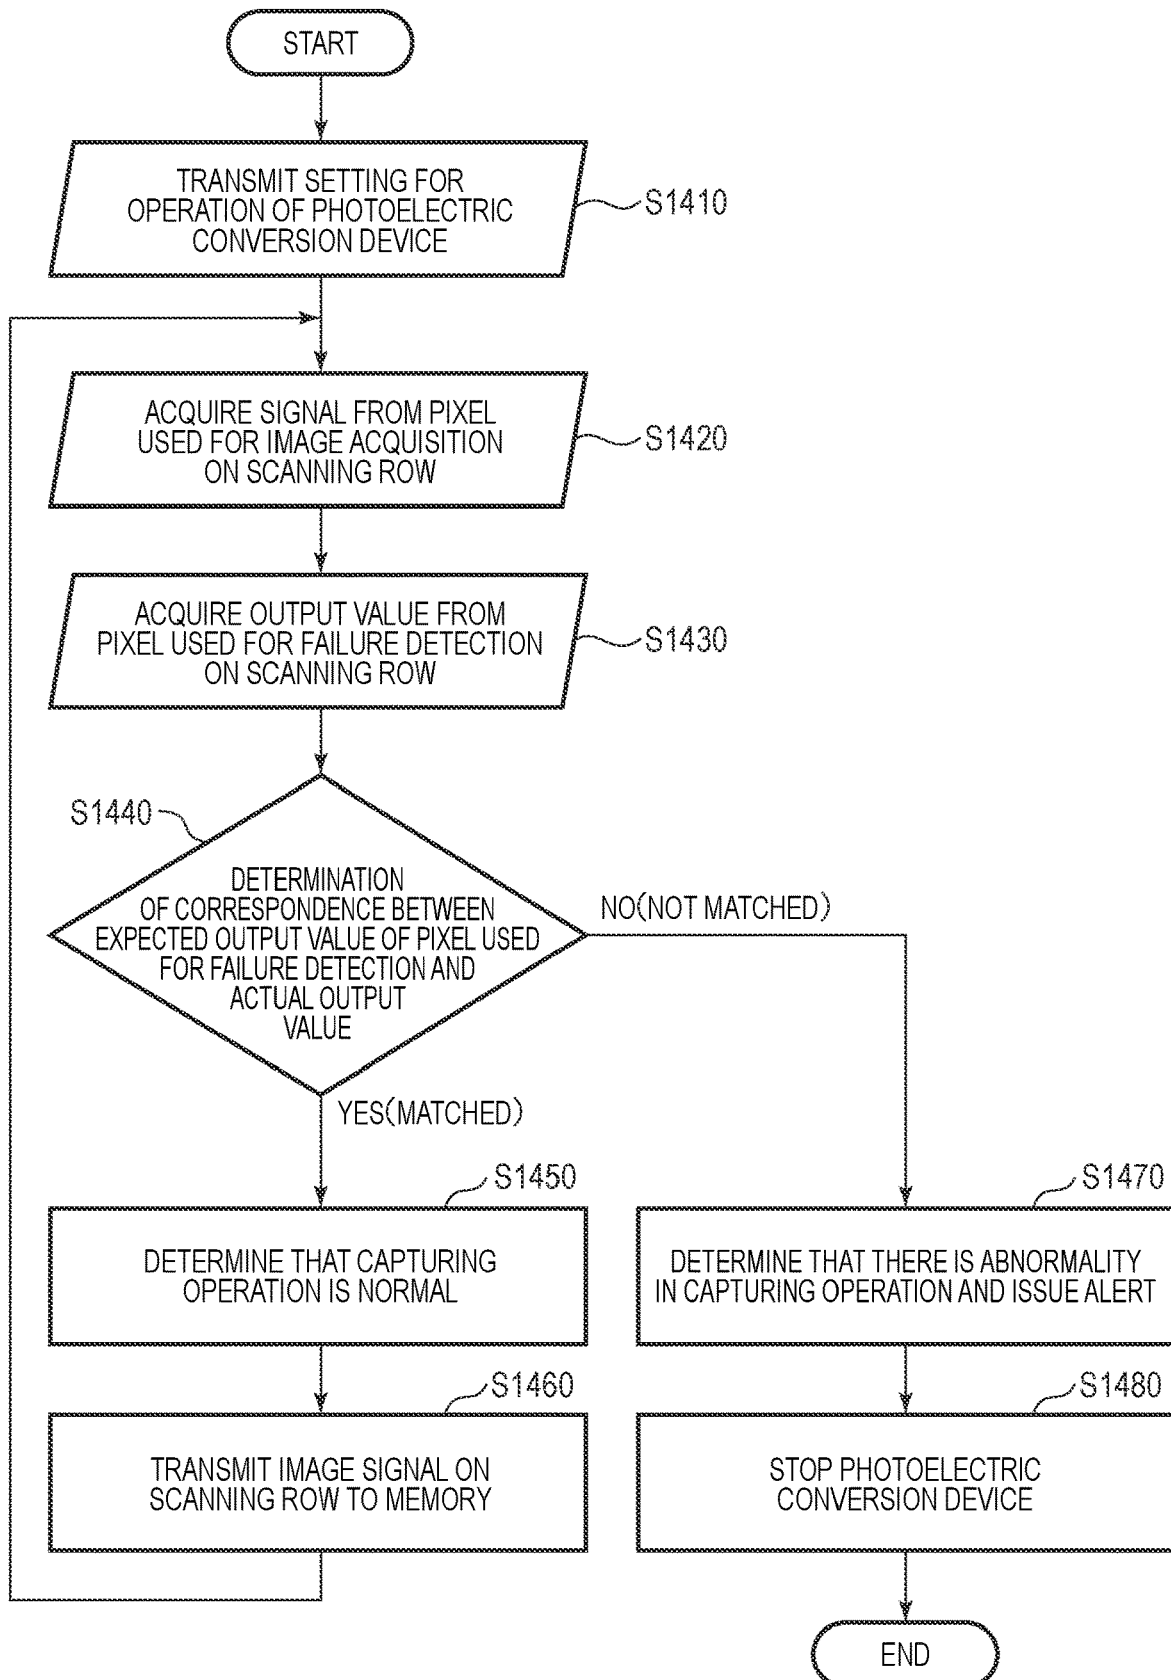 START
TRANSMIT SETTING FOR
OPERATION OF PHOTOELECTRIC
CONVERSION DEVICE
S1410
ACQUIRE SIGNAL FROM PIXEL
USED FOR IMAGE ACQUISITION
ON SCANNING ROW
S1420
ACQUIRE OUTPUT VALUE FROM
PIXEL USED FOR FAILURE DETECTION
ON SCANNING ROW
S1430
S1440
DETERMINATION
OF CORRESPONDENCE BETWEEN
EXPECTED OUTPUT VALUE OF PIXEL USED
FOR FAILURE DETECTION AND
ACTUAL OUTPUT
VALUE
NO(NOT MATCHED)
YES(MATCHED)
S1450
DETERMINE THAT CAPTURING
OPERATION IS NORMAL
S1470
DETERMINE THAT THERE IS ABNORMALITY
IN CAPTURING OPERATION AND ISSUE ALERT
S1460
TRANSMIT IMAGE SIGNAL ON
SCANNING ROW TO MEMORY
S1480
STOP PHOTOELECTRIC
CONVERSION DEVICE
END